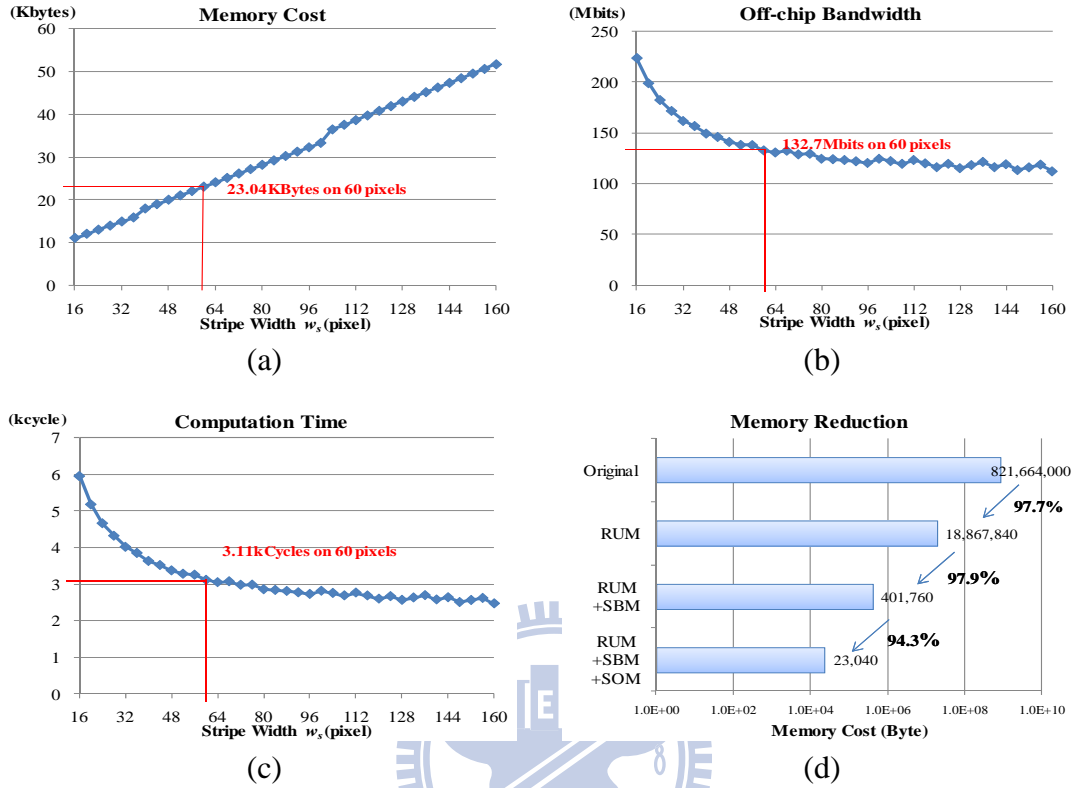 (Kbytes)
Memory Cost
60
50
40
30
20
10
0
23.04KBytes on 60 pixels
16 32 48 64 80 96 112 128 144 160
Stripe Width ws (pixel)
(a)
(Mbits)
Off-chip Bandwidth
250
200
150
100
50
0
132.7Mbits on 60 pixels
16 32 48 64 80 96 112 128 144 160
Stripe Width ws (pixel)
(b)
(kcycle)
Computation Time
7
6
5
4
3
2
1
0
3.11kCycles on 60 pixels
16 32 48 64 80 96 112 128 144 160
Stripe Width ws (pixel)
(c)
Memory Reduction
Original
821,664,000
97.7%
RUM
18,867,840
97.9%
RUM
+SBM
401,760
94.3%
RUM
+SBM
+SOM
23,040
1.0E+00 1.0E+02 1.0E+04 1.0E+06 1.0E+08 1.0E+10
Memory Cost (Byte)
(d)
E